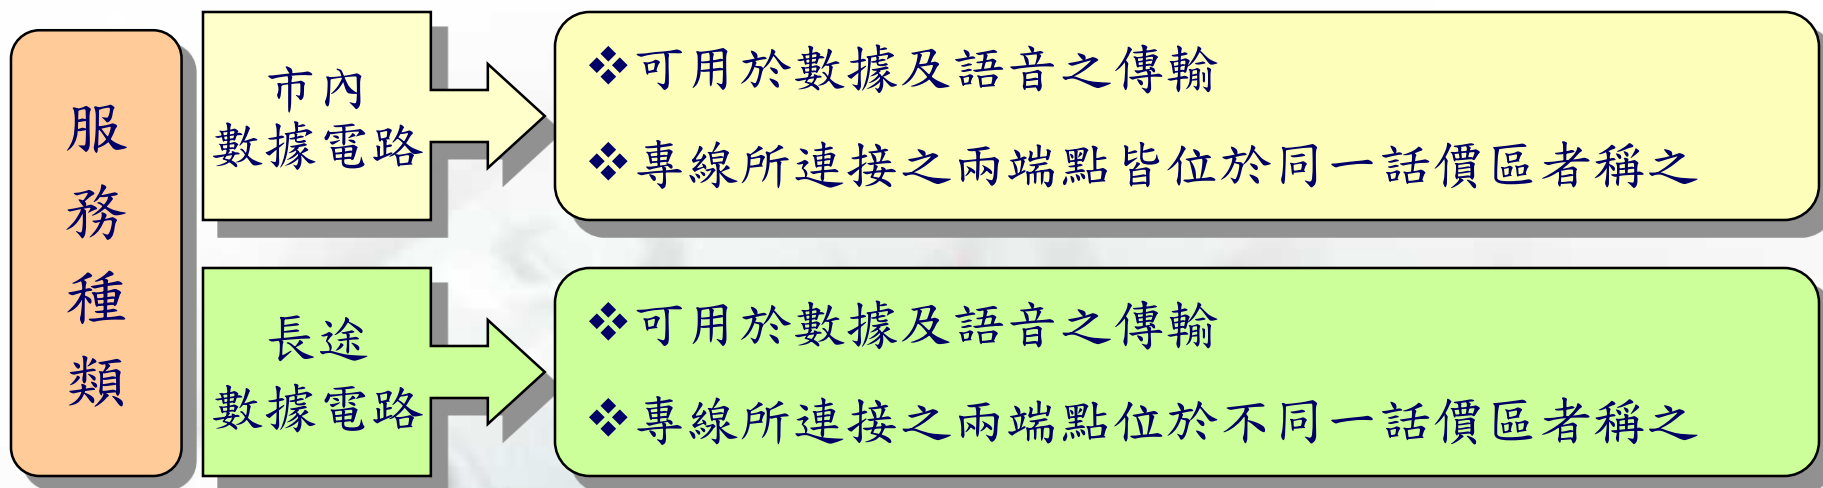 服
務
種
類
市內
數據電路
❖可用於數據及語音之傳輸
❖專線所連接之兩端點皆位於同一話價區者稱之
長途
數據電路
❖可用於數據及語音之傳輸
❖專線所連接之兩端點位於不同一話價區者稱之